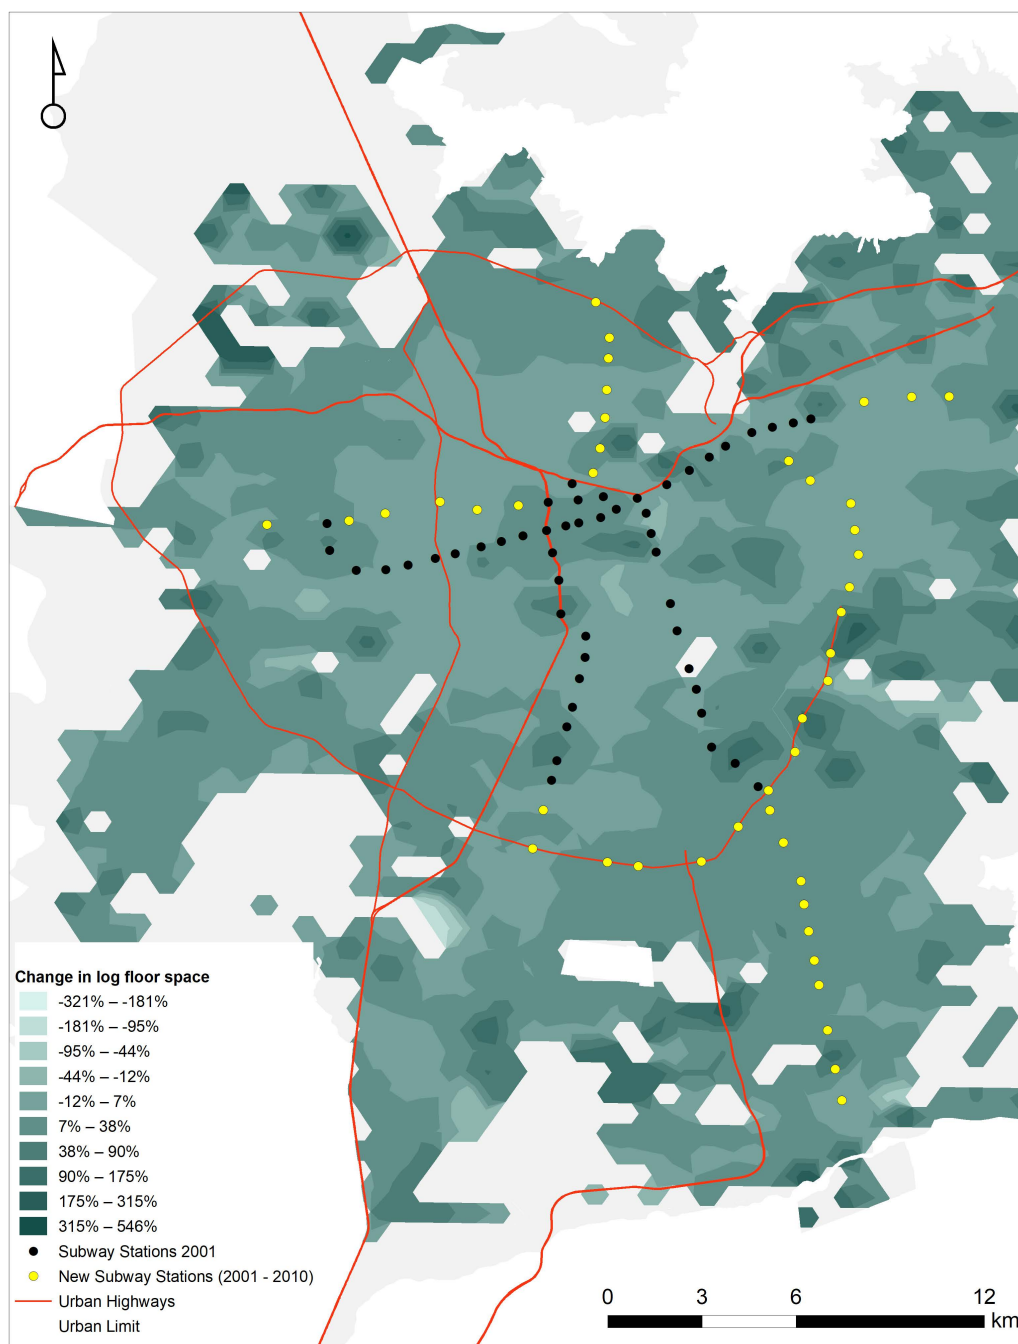 Change in log floor space
-321% – -181%
-181% – -95%
-95% – -44%
-44% – -12%
-12% – 7%
7% – 38%
38% – 90%
90% – 175%
175% – 315%
315% – 546%
Subway Stations 2001
New Subway Stations (2001 - 2010)
Urban Highways
Urban Limit
0 3 6 12
km